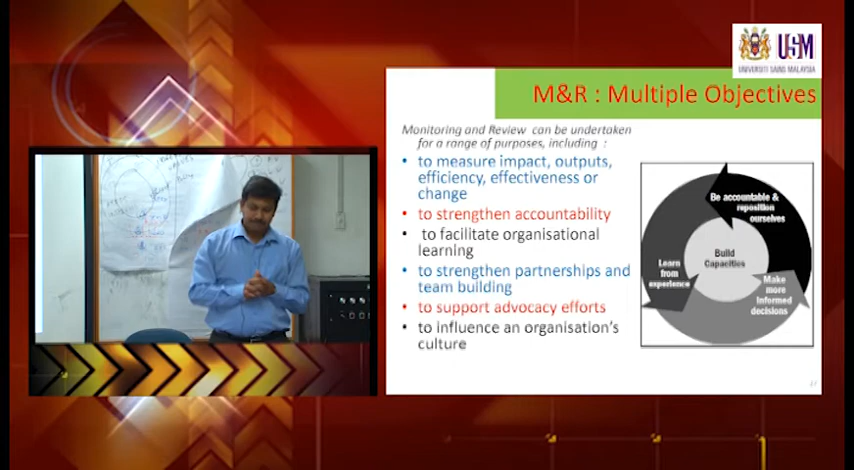 USM
UNIVERSITI SAINS MALAYSIA
M&R : Multiple Objectives
Monitoring and Review can be undertaken
for a range of purposes, including :
• to measure impact, outputs,
efficiency, effectiveness or
change
• to strengthen accountability
• to facilitate organisational
learning
• to strengthen partnerships and
team building
• to support advocacy efforts
• to influence an organisation's
culture
Be accountable &
reposition
ourselves
Build
Capacities
Learn
from
experience
Make
more
informed
decisions